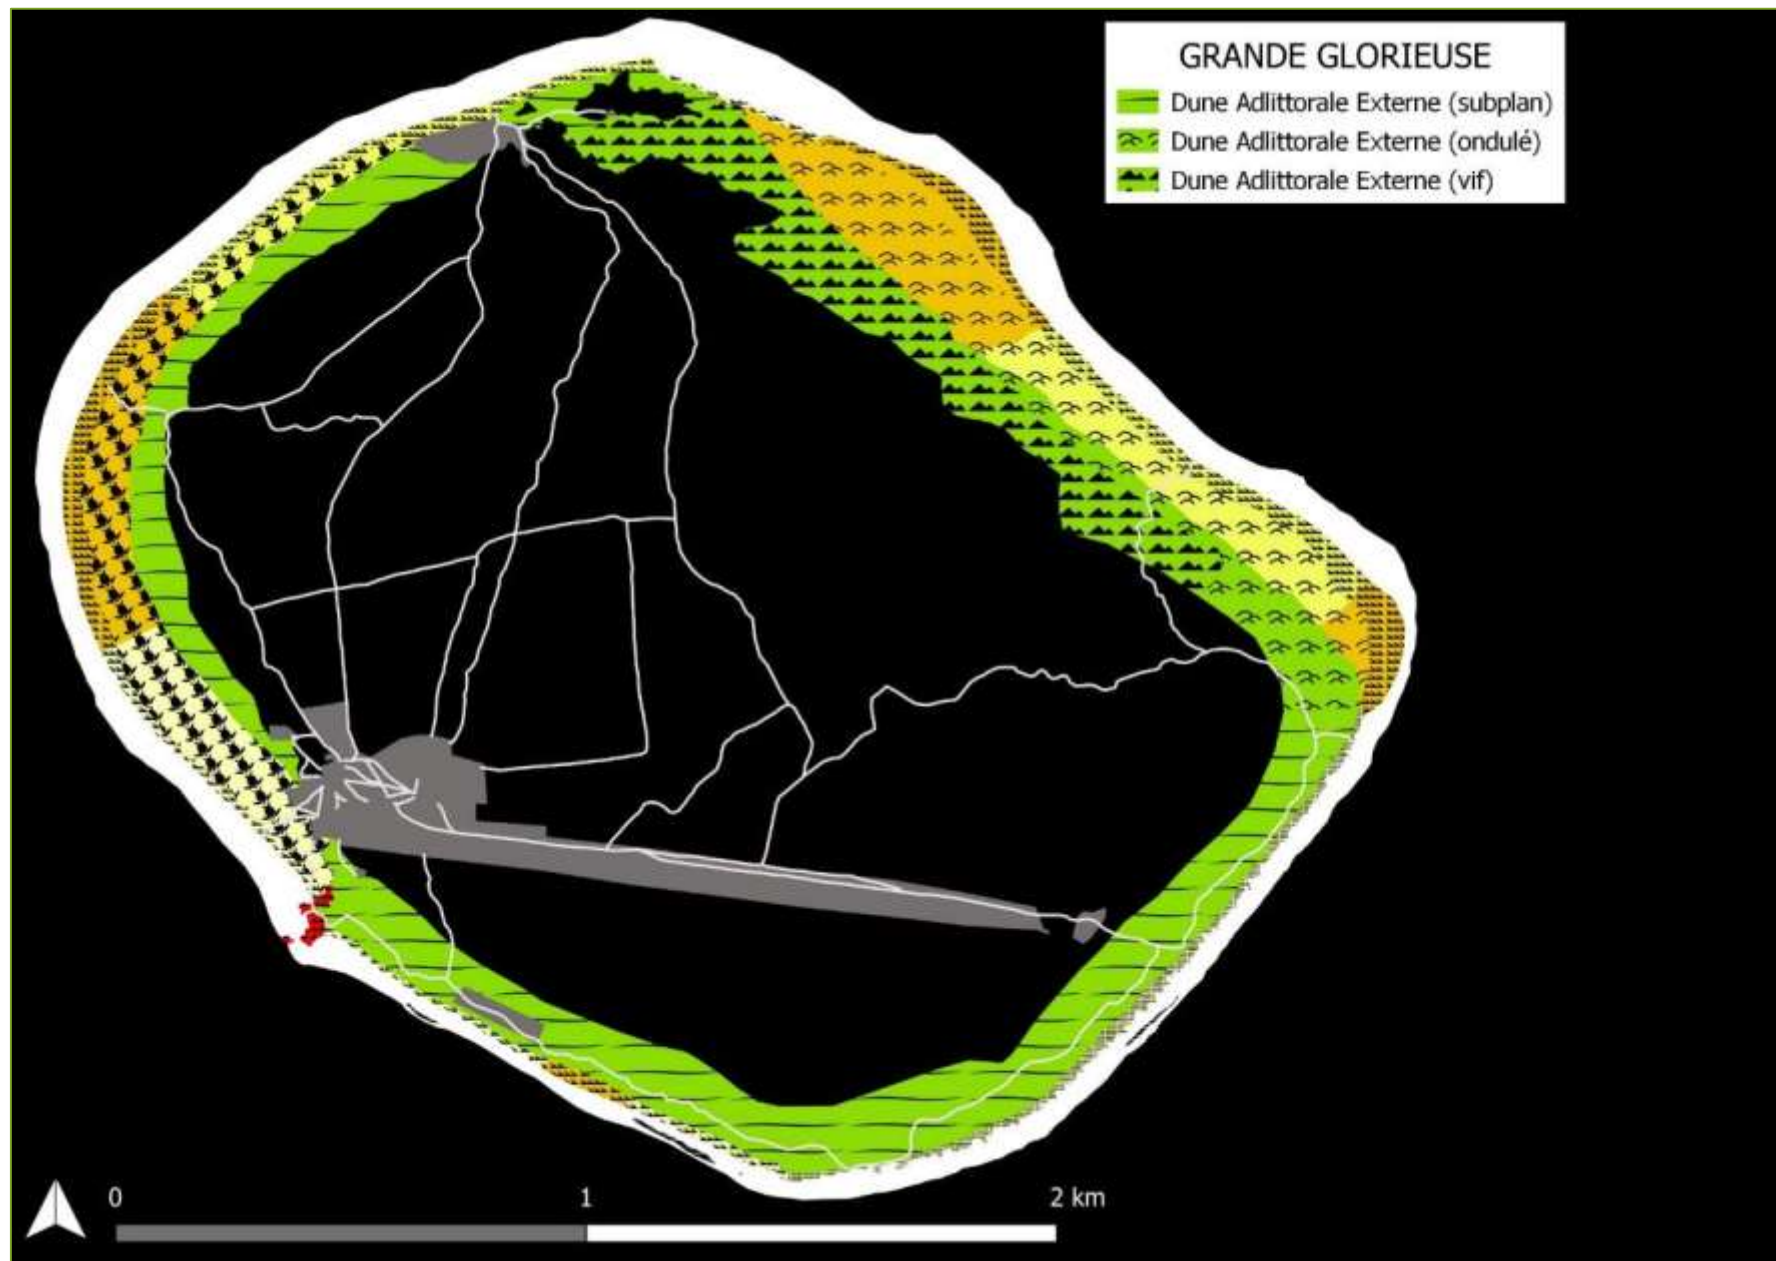 GRANDE GLORIEUSE
Dune Adlittorale Externe (subplan)
Dune Adlittorale Externe (ondulé)
Dune Adlittorale Externe (vif)
0 1 2 km